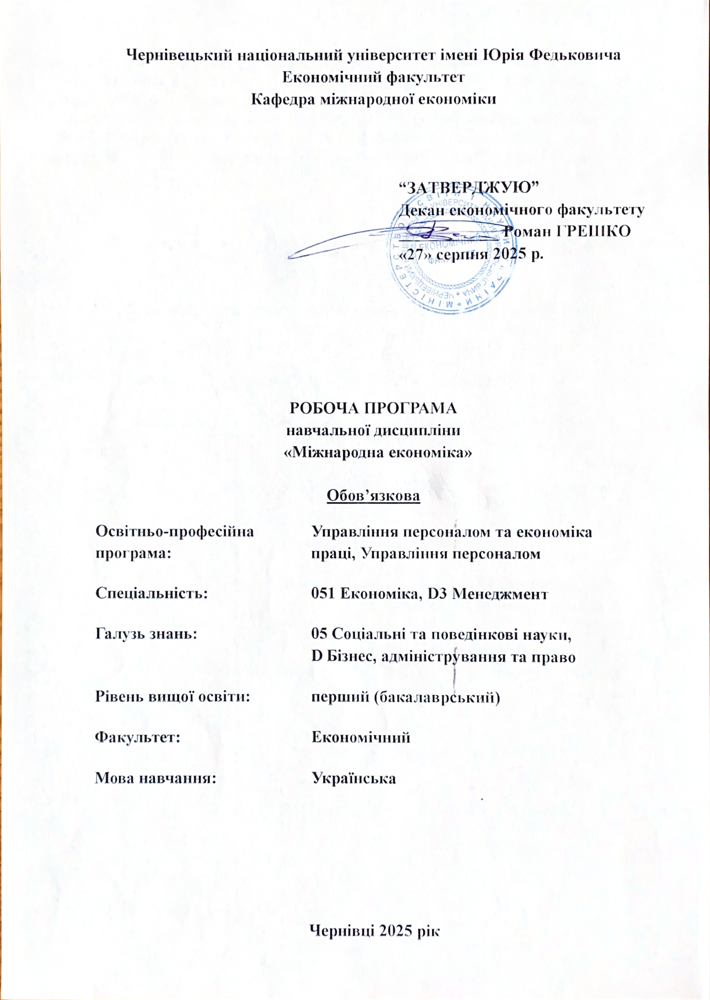 Чернівецький національний університет імені Юрія Федьковича
Економічний факультет
Кафедра міжнародної економіки
“ЗАТВЕРДЖУЮ”
Декан економічного факультету
Роман ГРЕШКО
«27» серпня 2025 р.
ЕКОНОМІЧНИЙ
ФАКУЛЬТЕТ
РОБОЧА ПРОГРАМА
навчальної дисципліни
«Міжнародна економіка»
Обов’язкова
Освітньо-професійна програма:
Управління персоналом та економіка
праці, Управління персоналом
Спеціальність:
051 Економіка, D3 Менеджмент
Галузь знань:
05 Соціальні та поведінкові науки,
D Бізнес, адміністрування та право
Рівень вищої освіти:
перший (бакалаврський)
Факультет:
Економічний
Мова навчання:
Українська
Чернівці 2025 рік